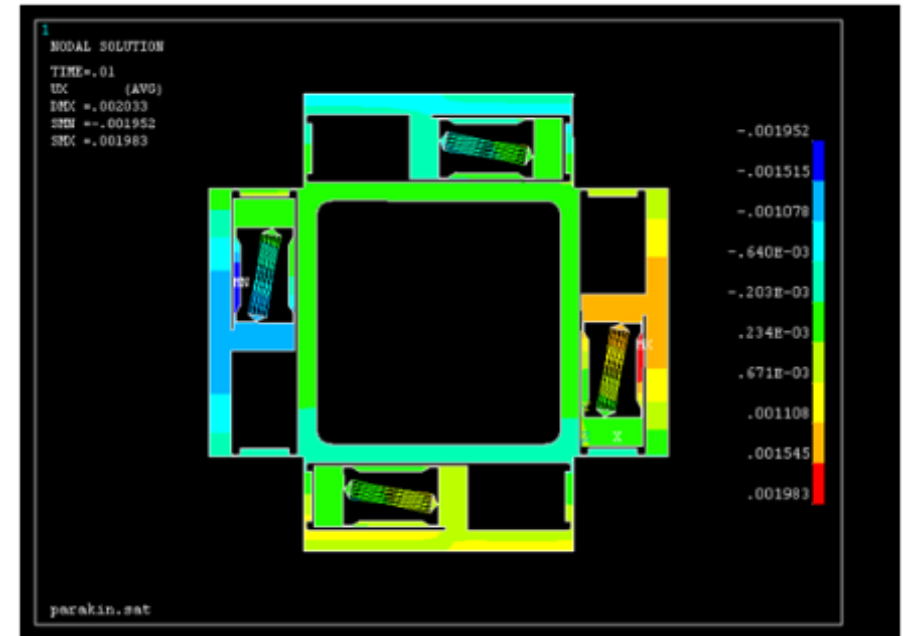 1
NODAL SOLUTION
TIME=.01
UX (AVG)
DMX =.002033
SMN =-.001952
SMX =.001983
-.001952
-.001515
-.001078
-.640E-03
-.203E-03
.234E-03
.671E-03
.001108
.001545
.001983
MN
MX
X
parakin.sat